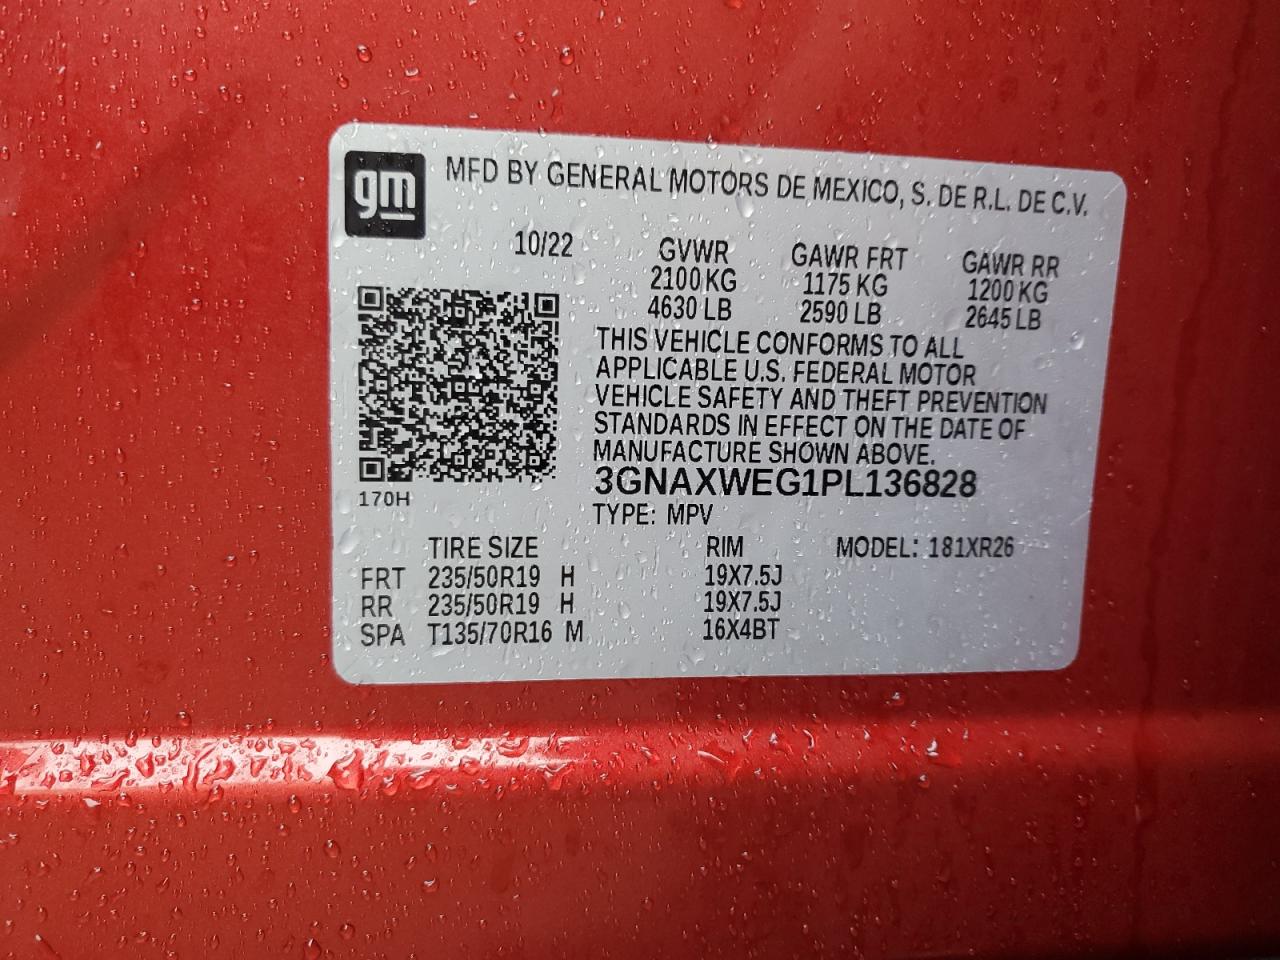 gm MFD BY GENERAL MOTORS DE MEXICO, S. DE R.L. DE C.V.
10/22 GVWR GAWR FRT GAWR RR
2100 KG 1175 KG 1200 KG
4630 LB 2590 LB 2645 LB
THIS VEHICLE CONFORMS TO ALL
APPLICABLE U.S. FEDERAL MOTOR
VEHICLE SAFETY AND THEFT PREVENTION
STANDARDS IN EFFECT ON THE DATE OF
MANUFACTURE SHOWN ABOVE.
3GNAXWEG1PL136828
170H
TYPE: MPV
TIRE SIZE RIM MODEL: 181XR26
FRT 235/50R19 H 19X7.5J
RR 235/50R19 H 19X7.5J
SPA T135/70R16 M 16X4BT